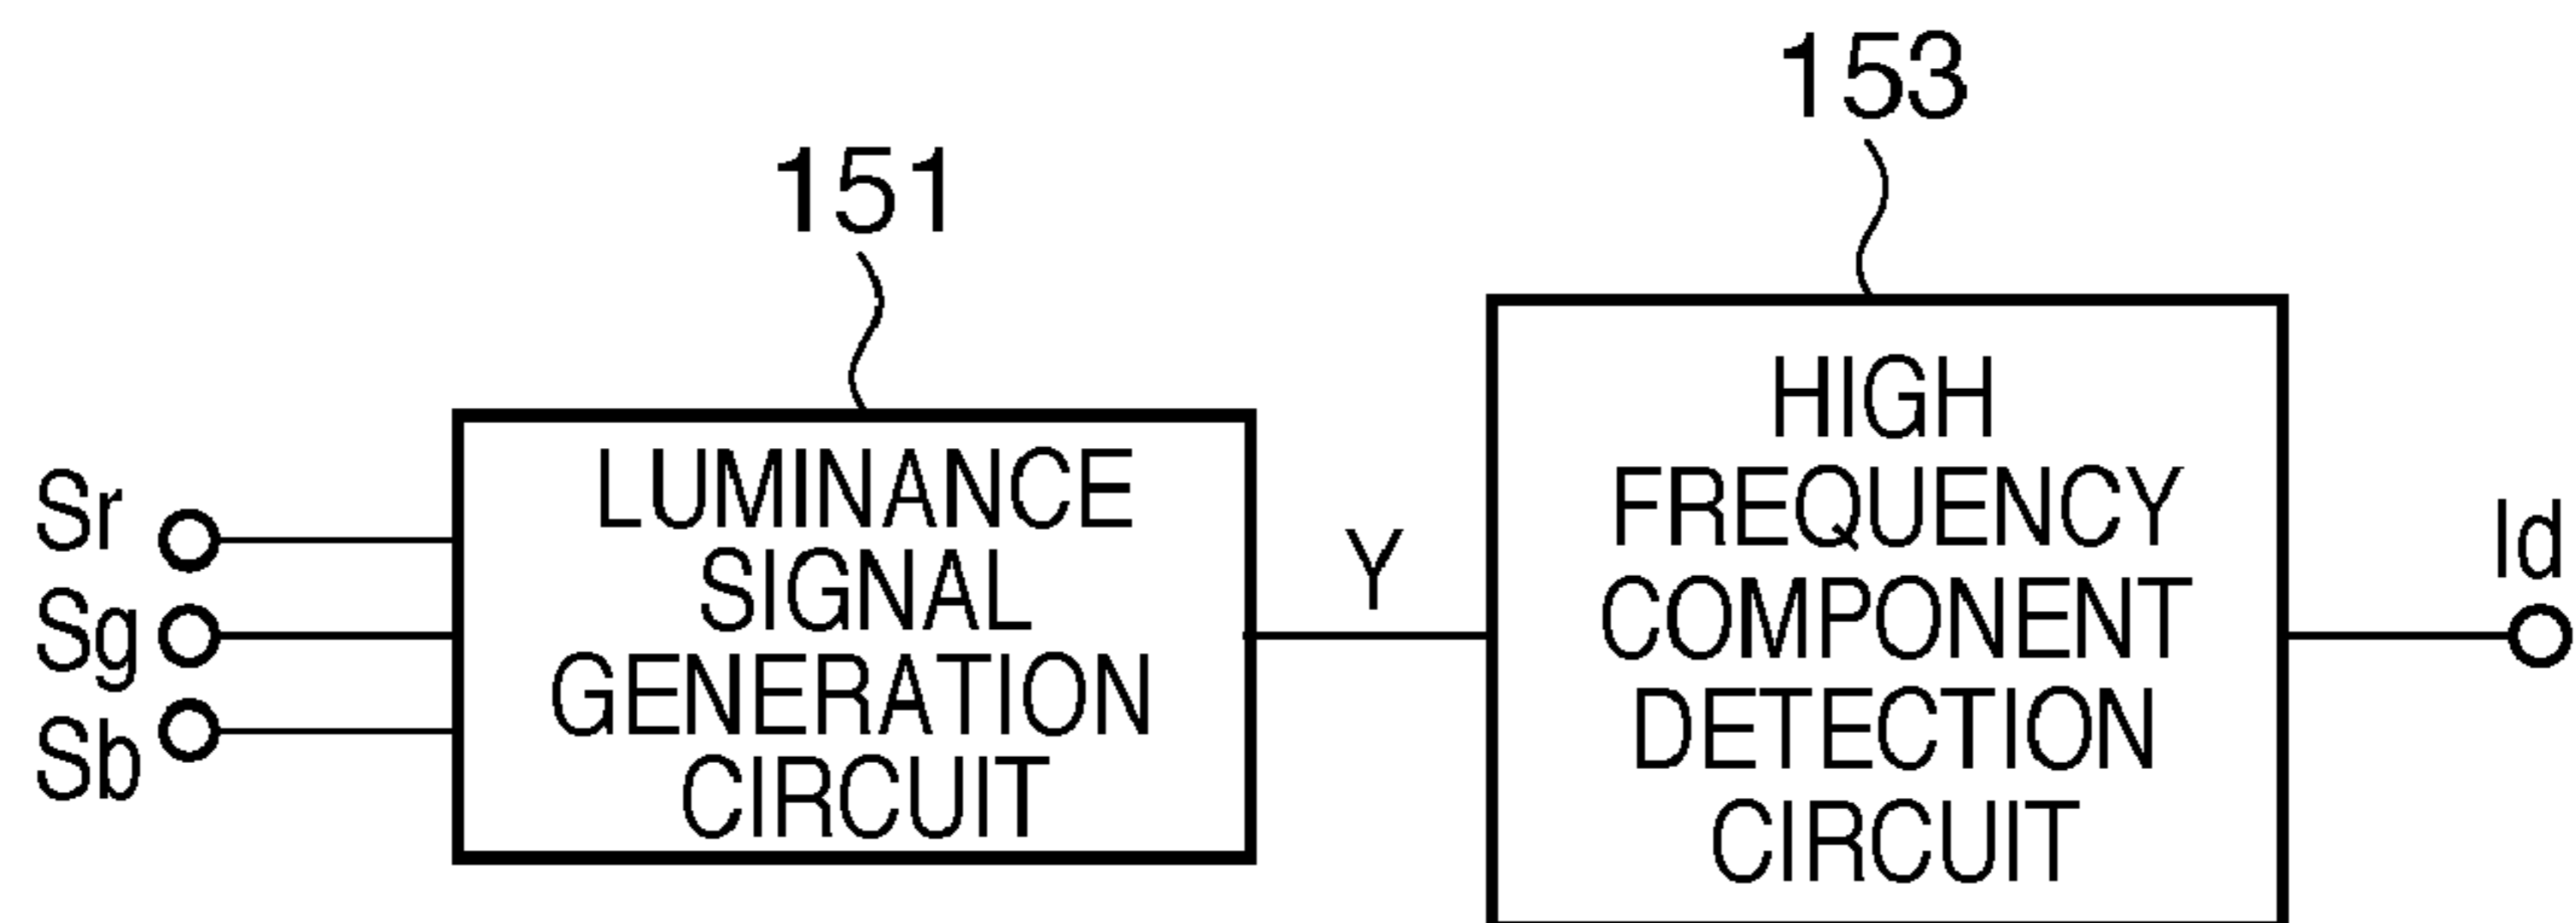 153
151
HIGH
FREQUENCY
COMPONENT
DETECTION
CIRCUIT
LUMINANCE
SIGNAL
GENERATION
CIRCUIT
Sr
Sg
Sb
Y
Id